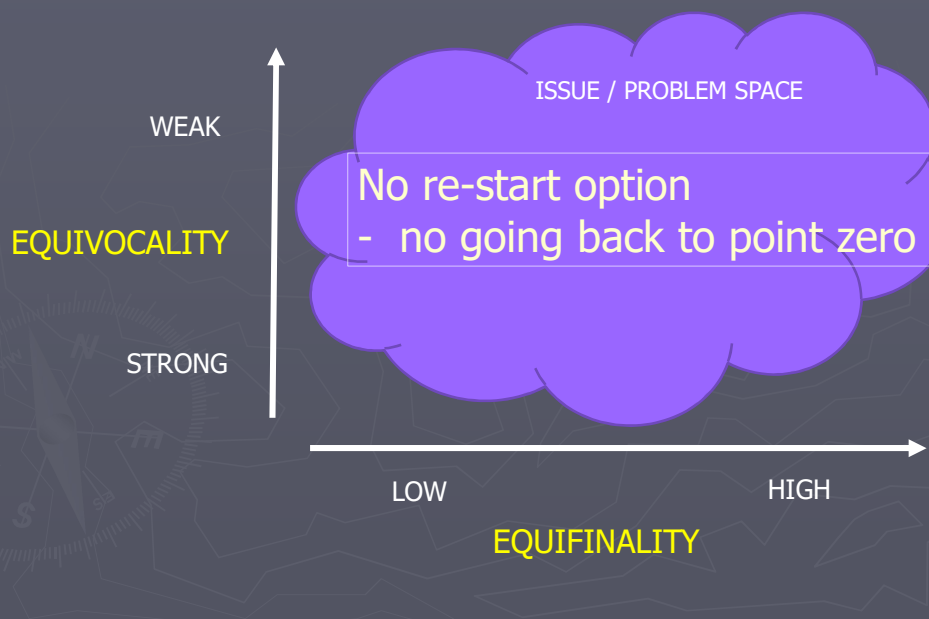 ISSUE / PROBLEM SPACE
WEAK
No re-start option
- no going back to point zero
EQUIVOCALITY
STRONG
N
E
S
LOW
HIGH
EQUIFINALITY